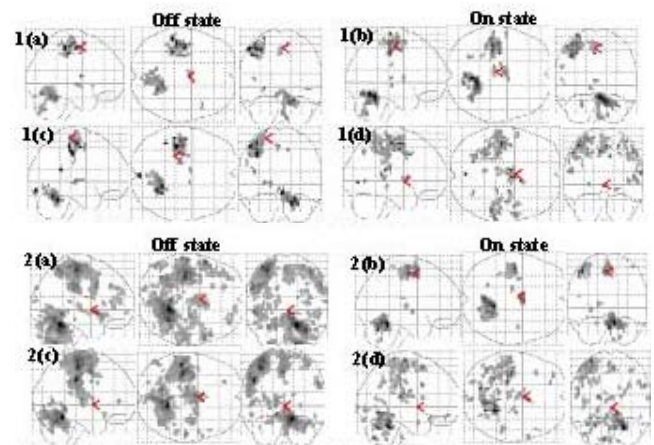 Off state
On state
1(a)
1(b)
1(c)
1(d)
Off state
On state
2(a)
2(b)
2(c)
2(d)